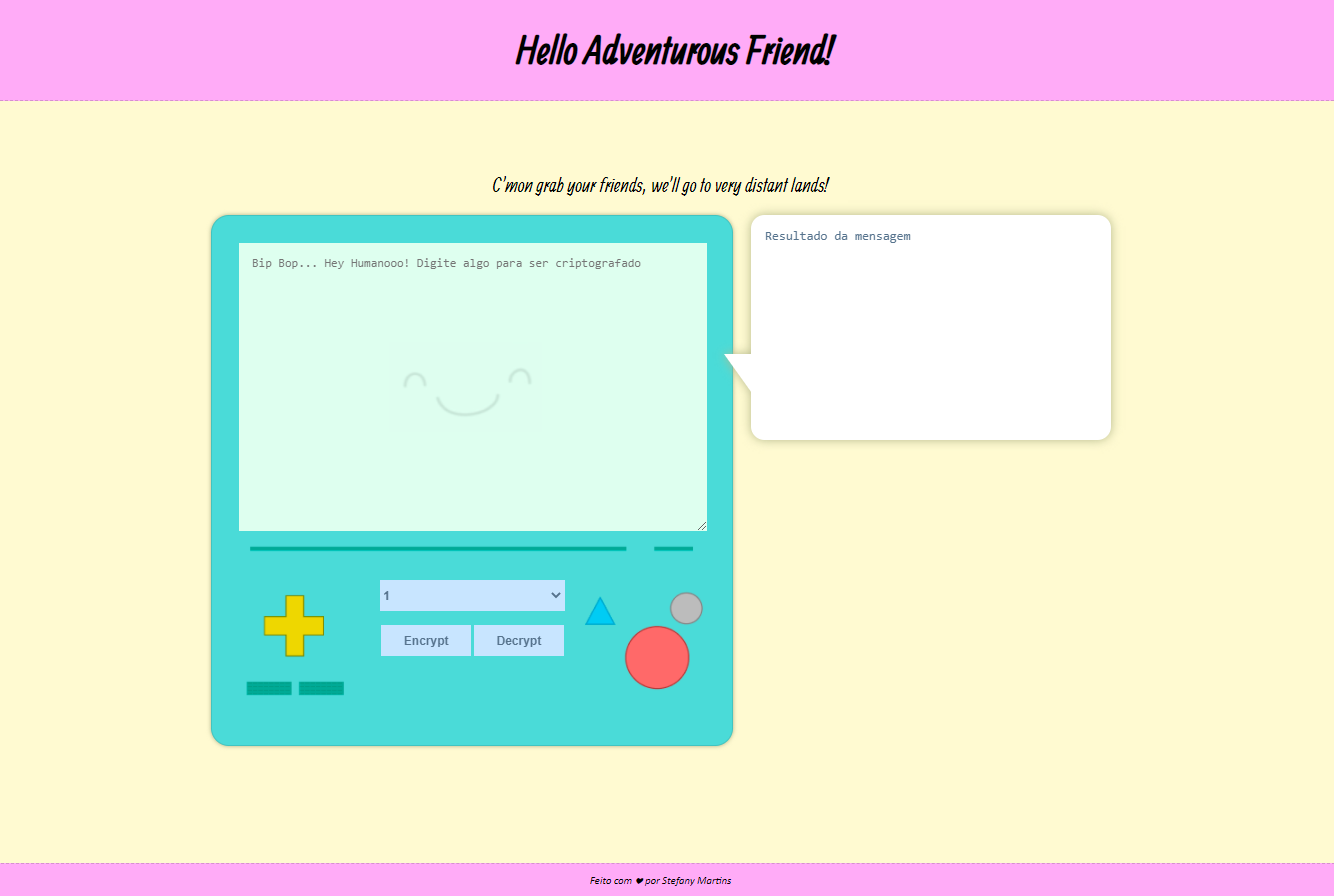 Hello Adventurous Friend!
C'mon grab your friends, we'll go to very distant lands!
Bip Bop... Hey Humanooo! Digite algo para ser criptografado
Resultado da mensagem
1
Encrypt Decrypt
Feito com ❤ por Stefany Martins